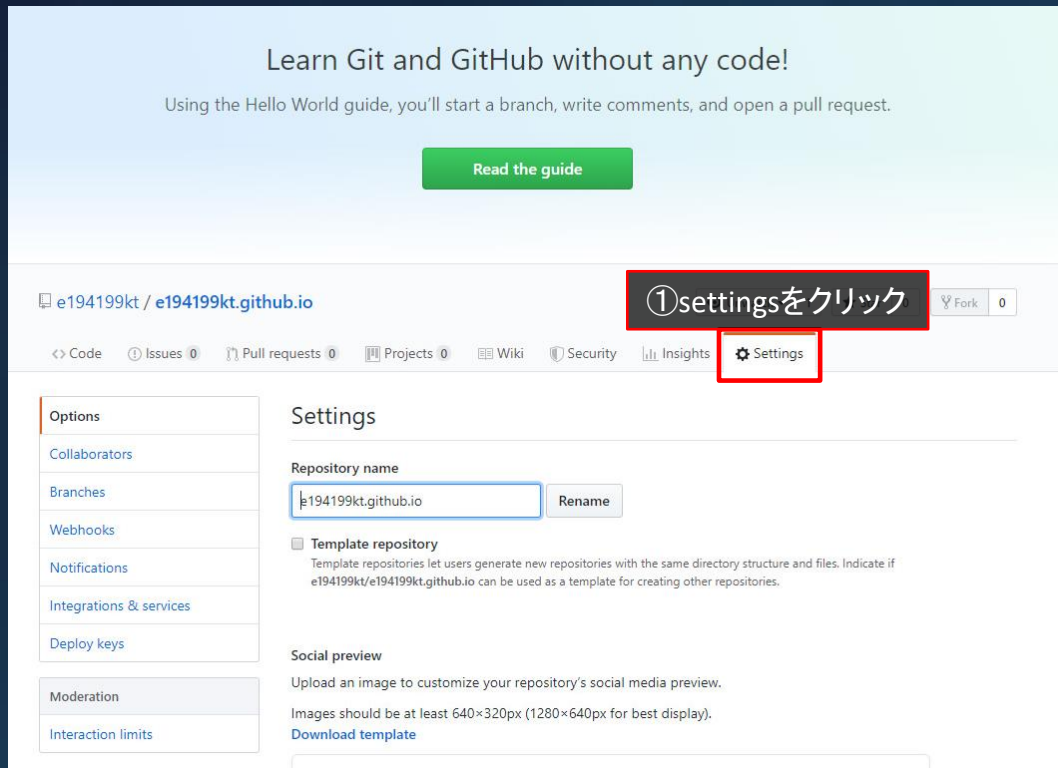 Learn Git and GitHub without any code!
Using the Hello World guide, you'll start a branch, write comments, and open a pull request.
Read the guide
e194199kt / e194199kt.github.io
①settingsをクリック
Fork 0
Code Issues 0 Pull requests 0 Projects 0 Wiki Security Insights Settings
Options
Collaborators
Branches
Webhooks
Notifications
Integrations & services
Deploy keys
Moderation
Interaction limits
Settings
Repository name
e194199kt.github.io Rename
Template repository
Template repositories let users generate new repositories with the same directory structure and files. Indicate if
e194199kt/e194199kt.github.io can be used as a template for creating other repositories.
Social preview
Upload an image to customize your repository's social media preview.
Images should be at least 640×320px (1280×640px for best display).
Download template